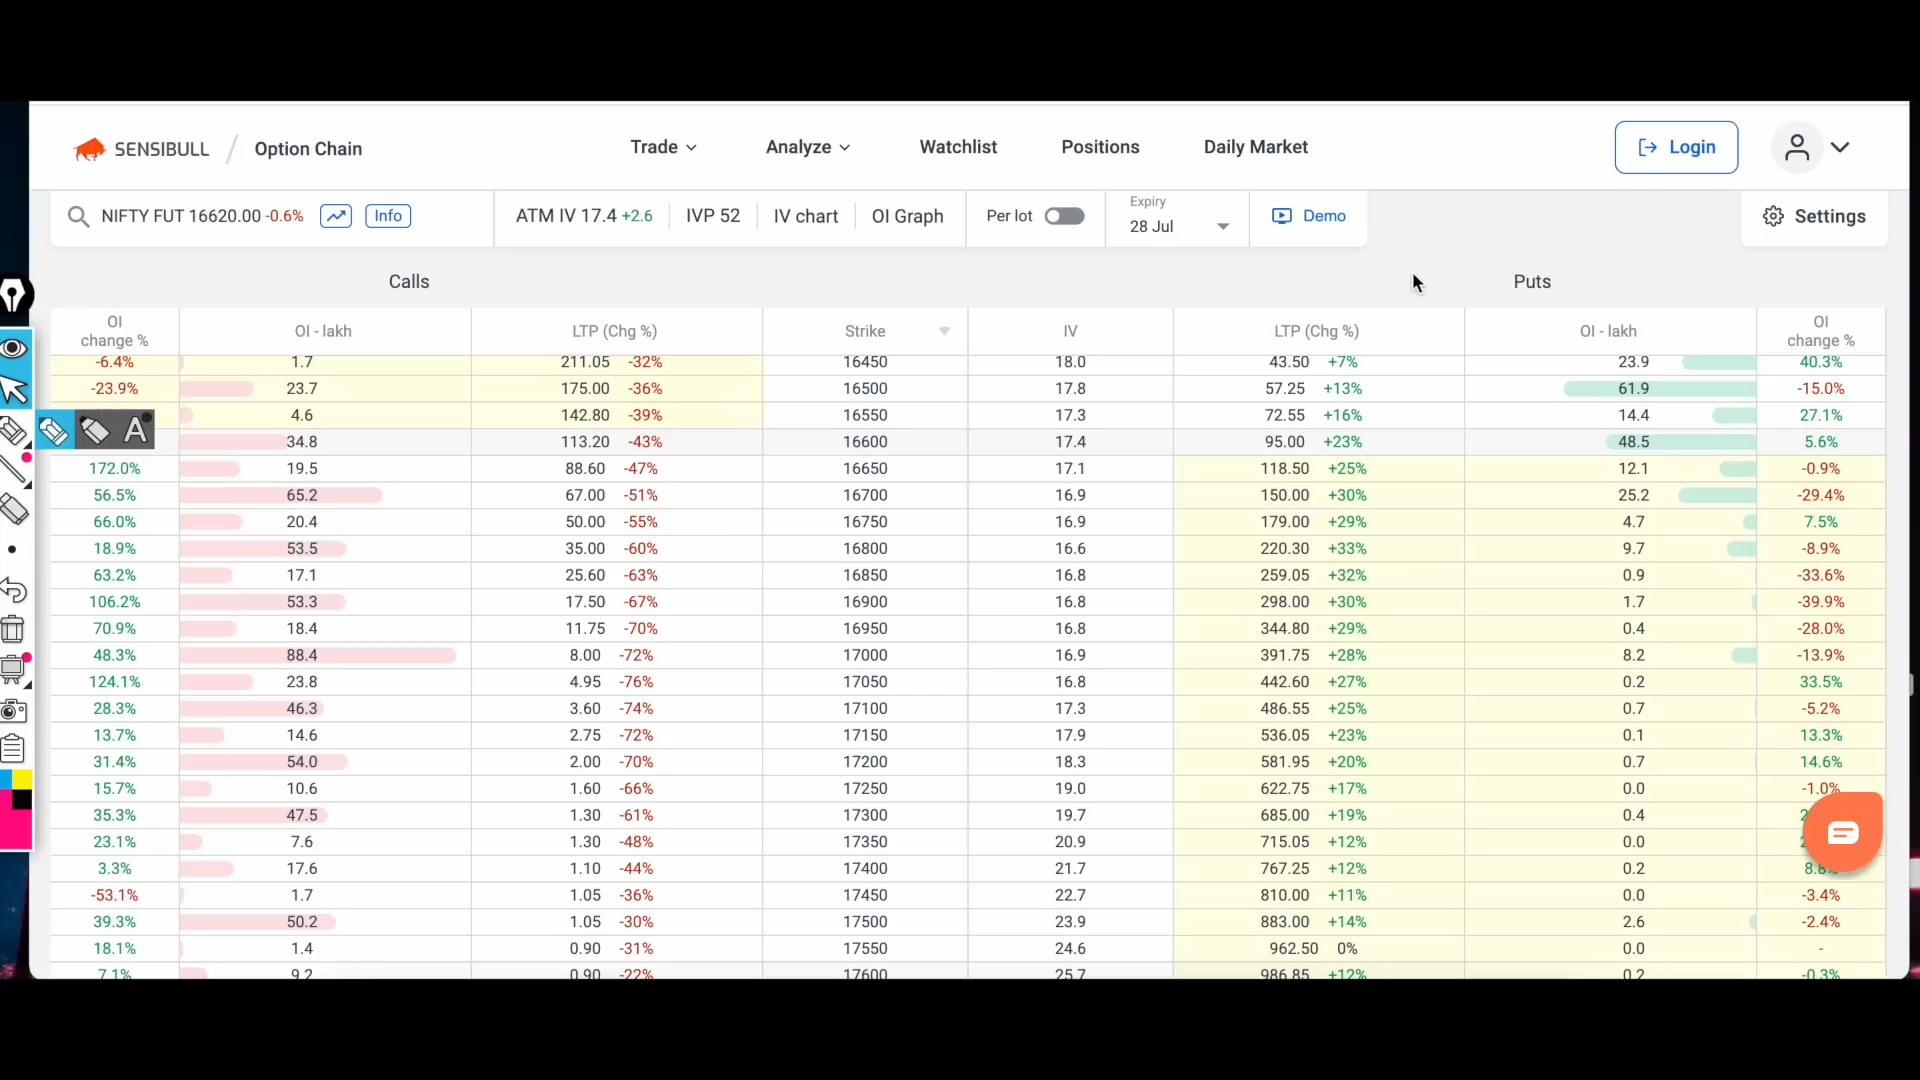 SENSIBULL / Option Chain Trade Analyze Watchlist Positions Daily Market Login
NIFTY FUT 16620.00 -0.6% Info ATM IV 17.4 +2.6 IVP 52 IV chart OI Graph Per lot Expiry 28 Jul Demo Settings
Calls Puts
OI change % OI - lakh LTP (Chg %) Strike IV LTP (Chg %) OI - lakh OI change %
-6.4% 1.7 211.05 -32% 16450 18.0 43.50 +7% 23.9 40.3%
-23.9% 23.7 175.00 -36% 16500 17.8 57.25 +13% 61.9 -15.0%
4.6 142.80 -39% 16550 17.3 72.55 +16% 14.4 27.1%
A
34.8 113.20 -43% 16600 17.4 95.00 +23% 48.5 5.6%
172.0% 19.5 88.60 -47% 16650 17.1 118.50 +25% 12.1 -0.9%
56.5% 65.2 67.00 -51% 16700 16.9 150.00 +30% 25.2 -29.4%
66.0% 20.4 50.00 -55% 16750 16.9 179.00 +29% 4.7 7.5%
18.9% 53.5 35.00 -60% 16800 16.6 220.30 +33% 9.7 -8.9%
63.2% 17.1 25.60 -63% 16850 16.8 259.05 +32% 0.9 -33.6%
106.2% 53.3 17.50 -67% 16900 16.8 298.00 +30% 1.7 -39.9%
70.9% 18.4 11.75 -70% 16950 16.8 344.80 +29% 0.4 -28.0%
48.3% 88.4 8.00 -72% 17000 16.9 391.75 +28% 8.2 -13.9%
124.1% 23.8 4.95 -76% 17050 16.8 442.60 +27% 0.2 33.5%
28.3% 46.3 3.60 -74% 17100 17.3 486.55 +25% 0.7 -5.2%
13.7% 14.6 2.75 -72% 17150 17.9 536.05 +23% 0.1 13.3%
31.4% 54.0 2.00 -70% 17200 18.3 581.95 +20% 0.7 14.6%
15.7% 10.6 1.60 -66% 17250 19.0 622.75 +17% 0.0 -1.0%
35.3% 47.5 1.30 -61% 17300 19.7 685.00 +19% 0.4
23.1% 7.6 1.30 -48% 17350 20.9 715.05 +12% 0.0
3.3% 17.6 1.10 -44% 17400 21.7 767.25 +12% 0.2
-53.1% 1.7 1.05 -36% 17450 22.7 810.00 +11% 0.0 -3.4%
39.3% 50.2 1.05 -30% 17500 23.9 883.00 +14% 2.6 -2.4%
18.1% 1.4 0.90 -31% 17550 24.6 962.50 0% 0.0 -
7.1% 9.2 0.90 -22% 17600 25.7 986.85 +12% 0.2 -0.3%